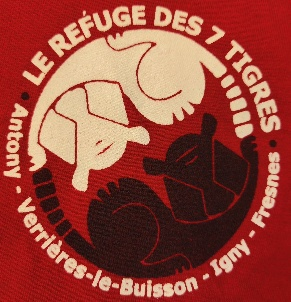 LE REFUGE DES 7 TIGRES
Antony - Verrières-le-Buisson - Igny - Fresnes